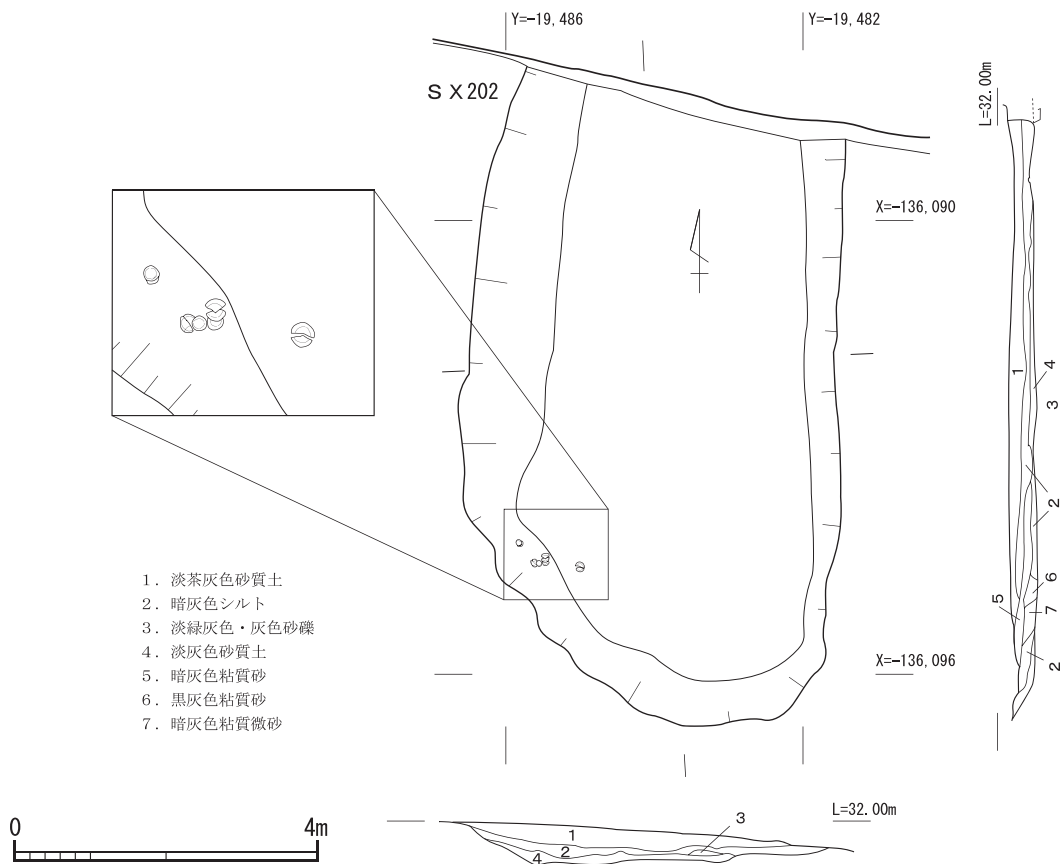 Y=-19,486
Y=-19,482
S X 202
L=32.00m
X=-136,090
1
4
3
2
6
5
7
2
1. 淡茶灰色砂質土
2. 暗灰色シルト
3. 淡緑灰色・灰色砂礫
4. 淡灰色砂質土
5. 暗灰色粘質砂
6. 黒灰色粘質砂
7. 暗灰色粘質微砂
X=-136,096
0
4m
L=32.00m
1
2
3
4